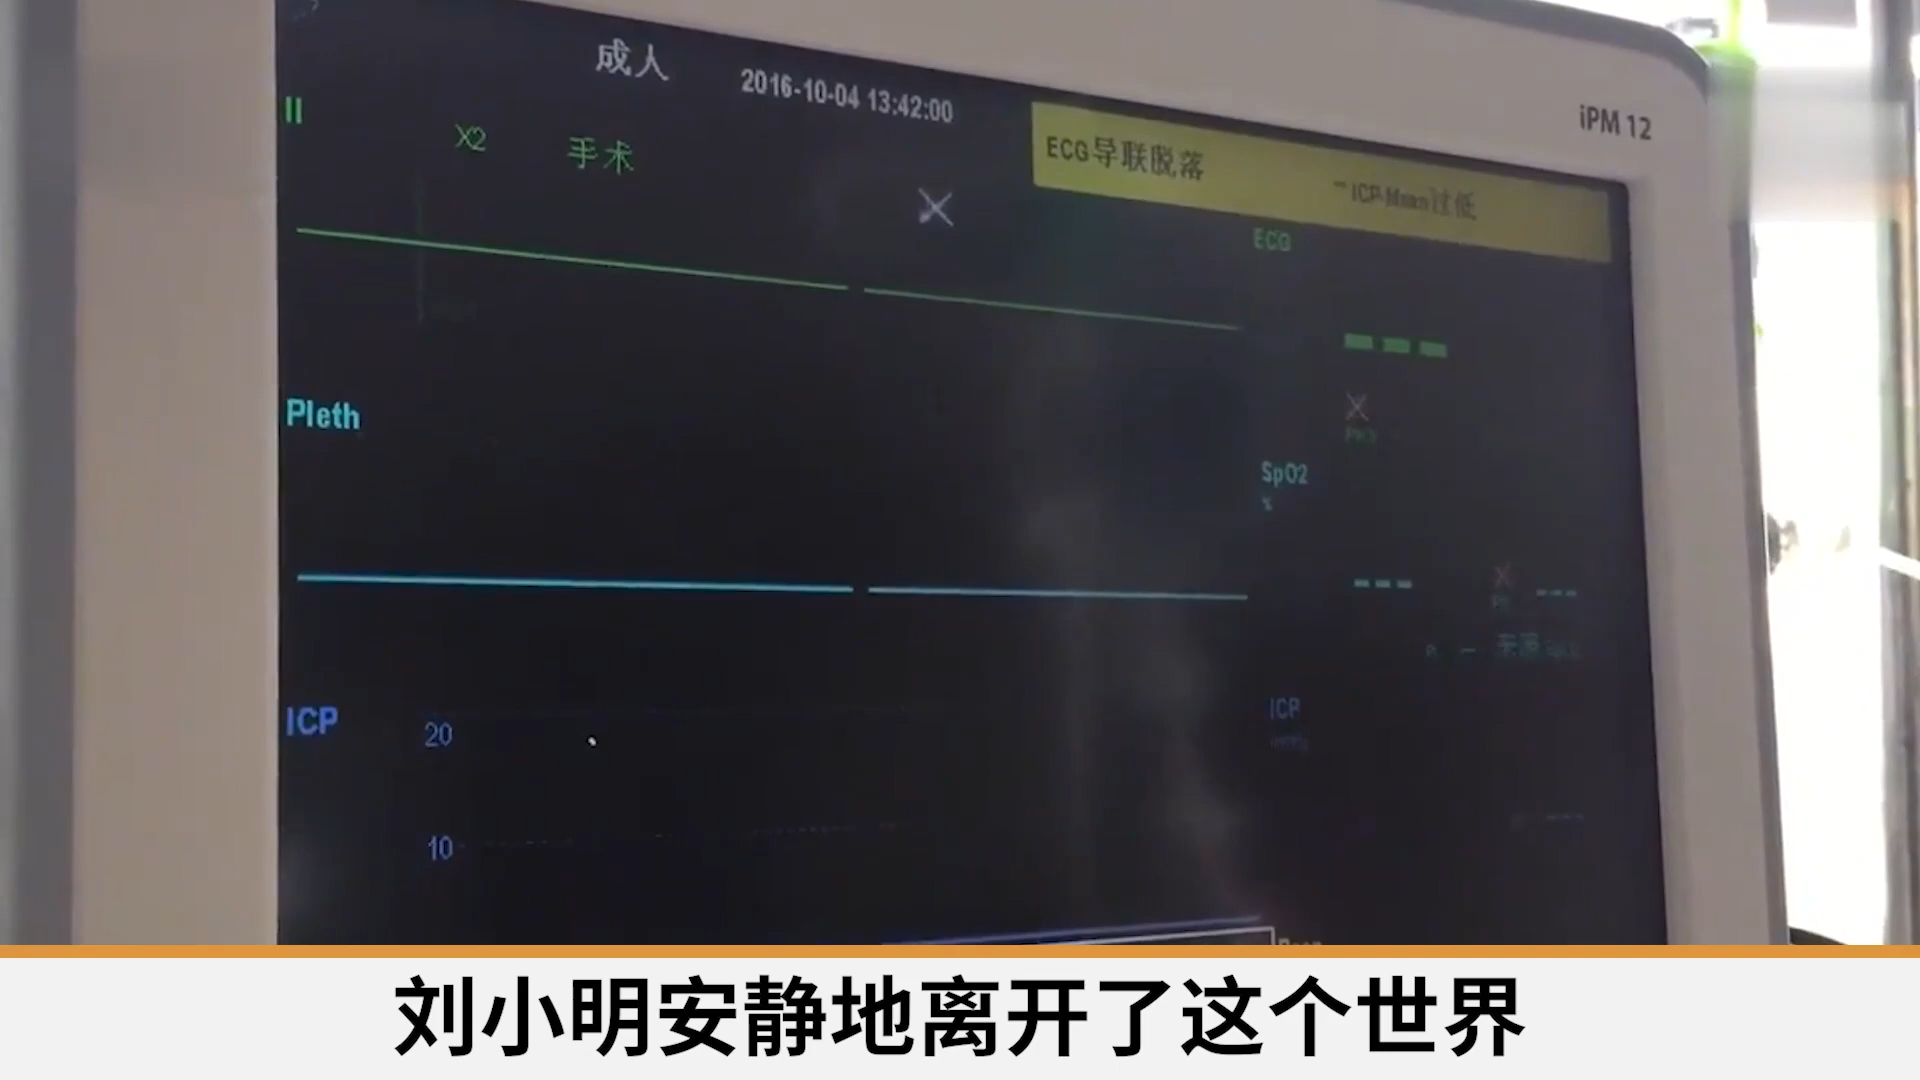 成人
2016-10-04 13:42:00
iPM 12
II
X2
手术
ECG导联脱落
ICP-Mean过低
ECG
Pleth
SpO2
%
ICP
20
ICP
10
刘小明安静地离开了这个世界